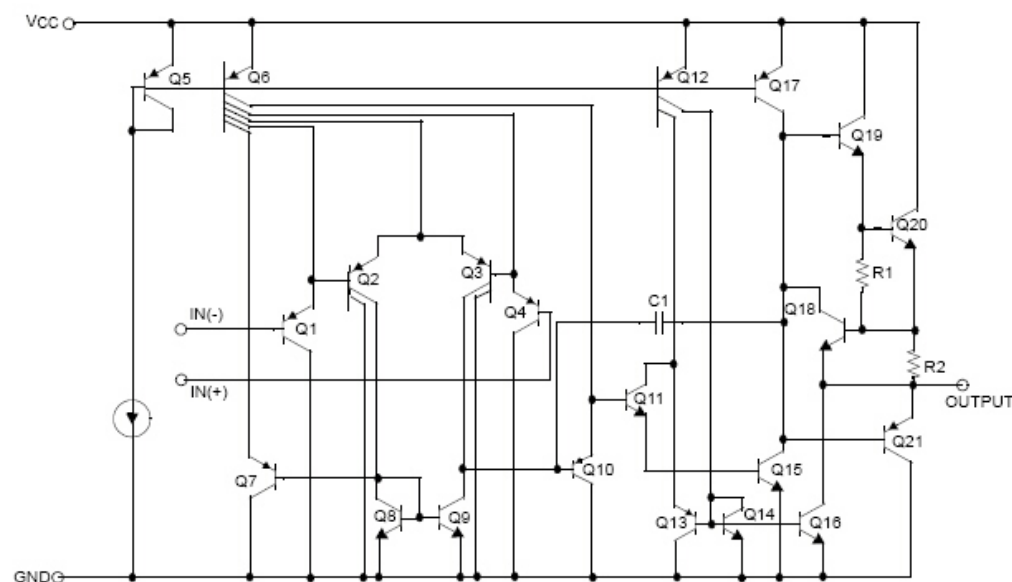 VCC
Q5
Q6
Q12
Q17
Q19
Q20
Q2
Q3
R1
Q4
C1
Q18
IN(-)
Q1
R2
IN(+)
Q11
OUTPUT
Q21
Q7
Q10
Q15
Q8
Q9
Q13
Q14
Q16
GND